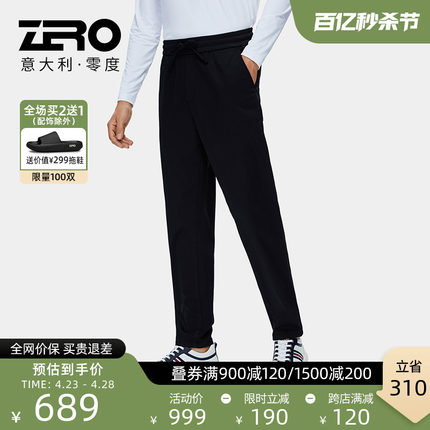 ZERO
意大利·零度
百亿秒杀节
全场买2送1
(配饰除外)
送价值¥299拖鞋
限量100双
全网价保 买贵退差
预估到手价
TIME: 4.23 - 4.28
¥ 689
叠券满900减120/1500减200
活动价
¥ 999
限时立减
¥ 190
跨店满减
¥ 120
立省
310